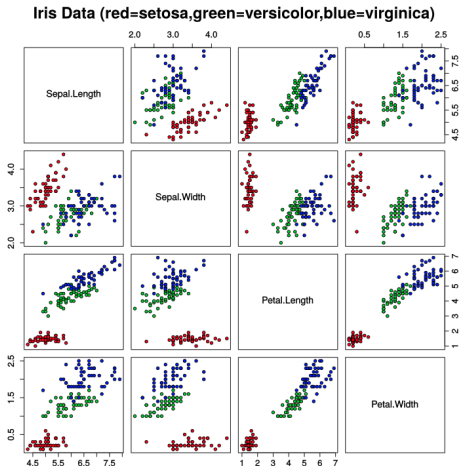 Iris Data (red=setosa,green=versicolor,blue=virginica)
2.0 3.0 4.0
0.5 1.5 2.5
Sepal.Length
4.5 5.5 6.5 7.5
2.0 3.0 4.0
Sepal.Width
Petal.Length
1 2 3 4 5 6 7
0.5 1.5 2.5
Petal.Width
4.5 5.5 6.5 7.5
1 2 3 4 5 6 7